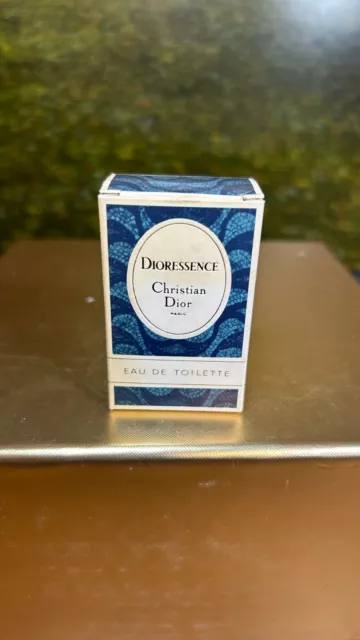 DIORESSENCE
Christian
Dior
PARIS
EAU DE TOILETTE